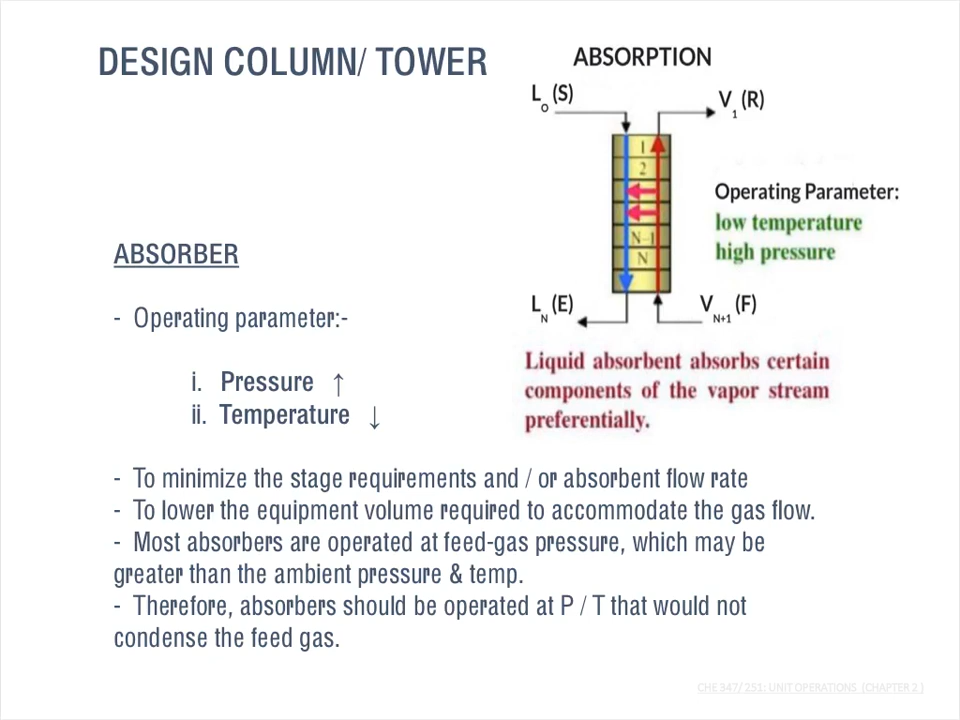 DESIGN COLUMN/ TOWER
ABSORPTION
L0 (S)
V1 (R)
1
2
N-1
N
Operating Parameter:
low temperature
high pressure
LN (E)
VN+1 (F)
Liquid absorbent absorbs certain
components of the vapor stream
preferentially.
ABSORBER
- Operating parameter:-
i. Pressure ↑
ii. Temperature ↓
- To minimize the stage requirements and / or absorbent flow rate
- To lower the equipment volume required to accommodate the gas flow.
- Most absorbers are operated at feed-gas pressure, which may be
greater than the ambient pressure & temp.
- Therefore, absorbers should be operated at P / T that would not
condense the feed gas.
CHE 347/ 251: UNIT OPERATIONS (CHAPTER 2 )